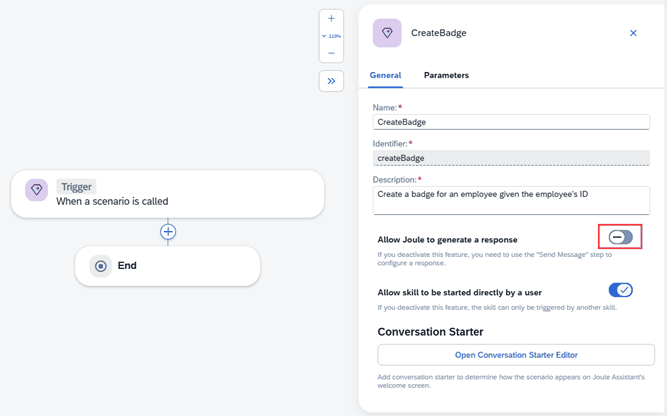 CreateBadge
119%
General
Parameters
Name:*
CreateBadge
Identifier:*
createBadge
Description:*
Create a badge for an employee given the employee's ID
Trigger
When a scenario is called
End
Allow Joule to generate a response
If you deactivate this feature, you need to use the "Send Message" step to
configure a response.
Allow skill to be started directly by a user
If you deactivate this feature, the skill can only be triggered by another skill.
Conversation Starter
Open Conversation Starter Editor
Add conversation starter to determine how the scenario appears on Joule Assistant's
welcome screen.